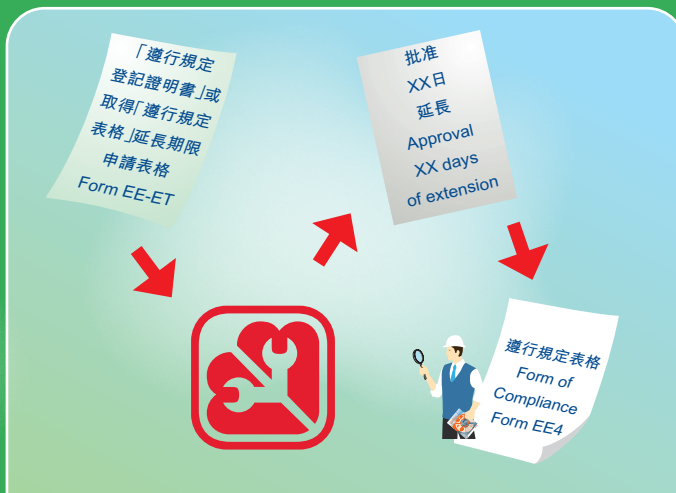 「遵行規定
登記證明書」或
取得「遵行規定
表格」延長期限
申請表格
Form EE-ET
批准
XX日
延長
Approval
XX days
of extension
遵行規定表格
Form of
Compliance
Form EE4